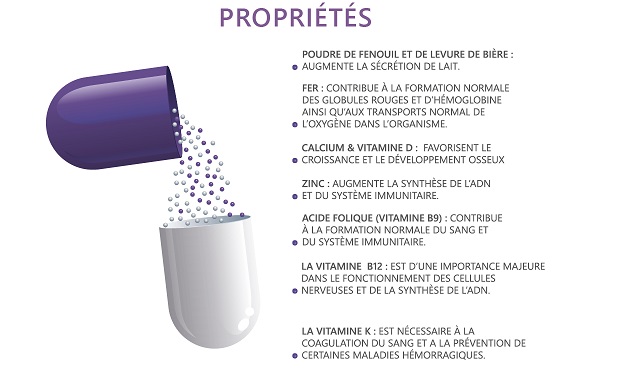 PROPRIÉTÉS
POUDRE DE FENOUIL ET DE LEVURE DE BIÈRE :
AUGMENTE LA SÉCRÉTION DE LAIT.
FER : CONTRIBUE À LA FORMATION NORMALE
DES GLOBULES ROUGES ET D'HÉMOGLOBINE
AINSI QU'AUX TRANSPORTS NORMAL DE
L'OXYGÈNE DANS L'ORGANISME.
CALCIUM & VITAMINE D : FAVORISENT LE
CROISSANCE ET LE DÉVELOPPEMENT OSSEUX
ZINC : AUGMENTE LA SYNTHÈSE DE L'ADN
ET DU SYSTÈME IMMUNITAIRE.
ACIDE FOLIQUE (VITAMINE B9) : CONTRIBUE
À LA FORMATION NORMALE DU SANG ET
DU SYSTÈME IMMUNITAIRE.
LA VITAMINE B12 : EST D'UNE IMPORTANCE MAJEURE
DANS LE FONCTIONNEMENT DES CELLULES
NERVEUSES ET DE LA SYNTHÈSE DE L'ADN.
LA VITAMINE K : EST NÉCESSAIRE À LA
COAGULATION DU SANG ET A LA PRÉVENTION DE
CERTAINES MALADIES HÉMORRAGIQUES.